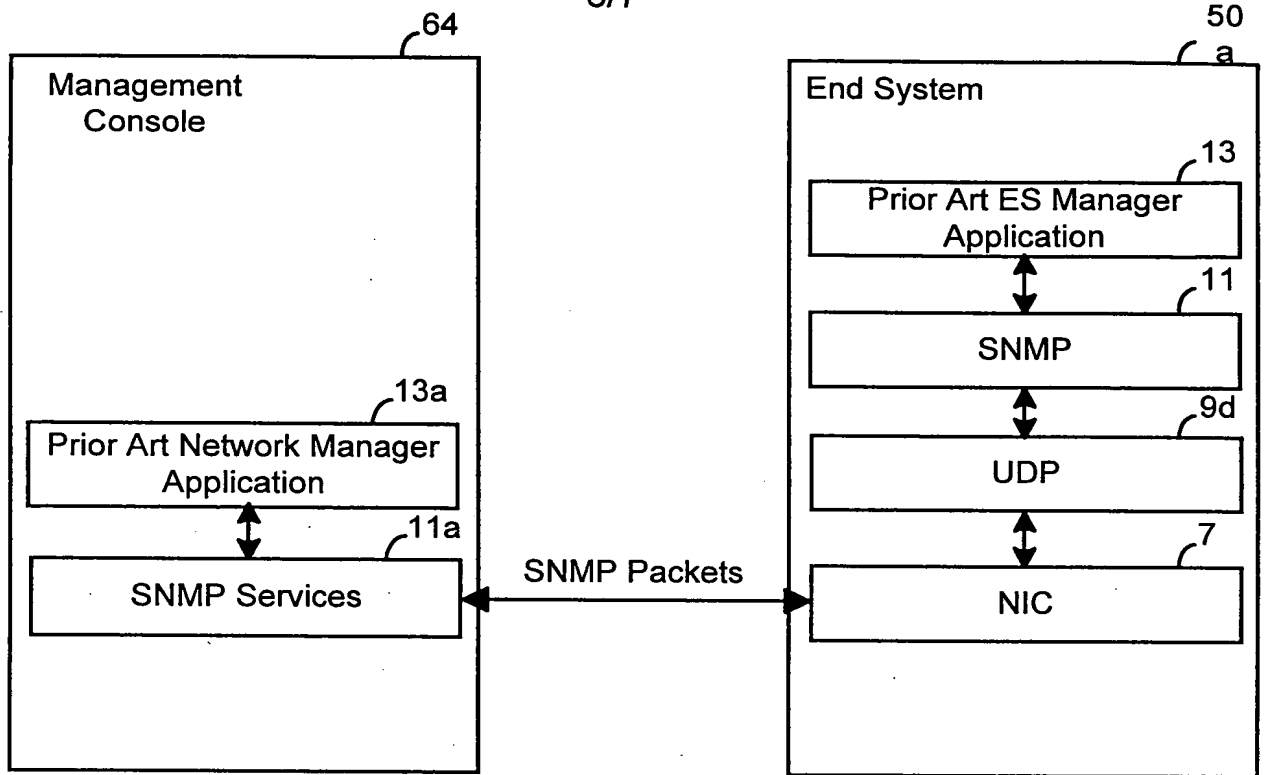 64
Management
Console
13a
Prior Art Network Manager
Application
11a
SNMP Services
SNMP Packets
50
a
End System
13
Prior Art ES Manager
Application
11
SNMP
9d
UDP
7
NIC